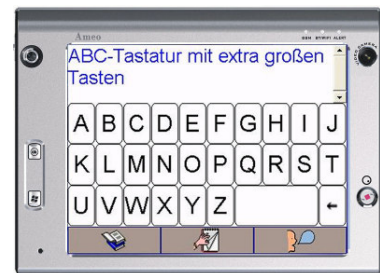 Ameo
ABC-Tastatur mit extra großen
Tasten
A B C D E F G H I J
K L M N O P Q R S T
U V W X Y Z ←